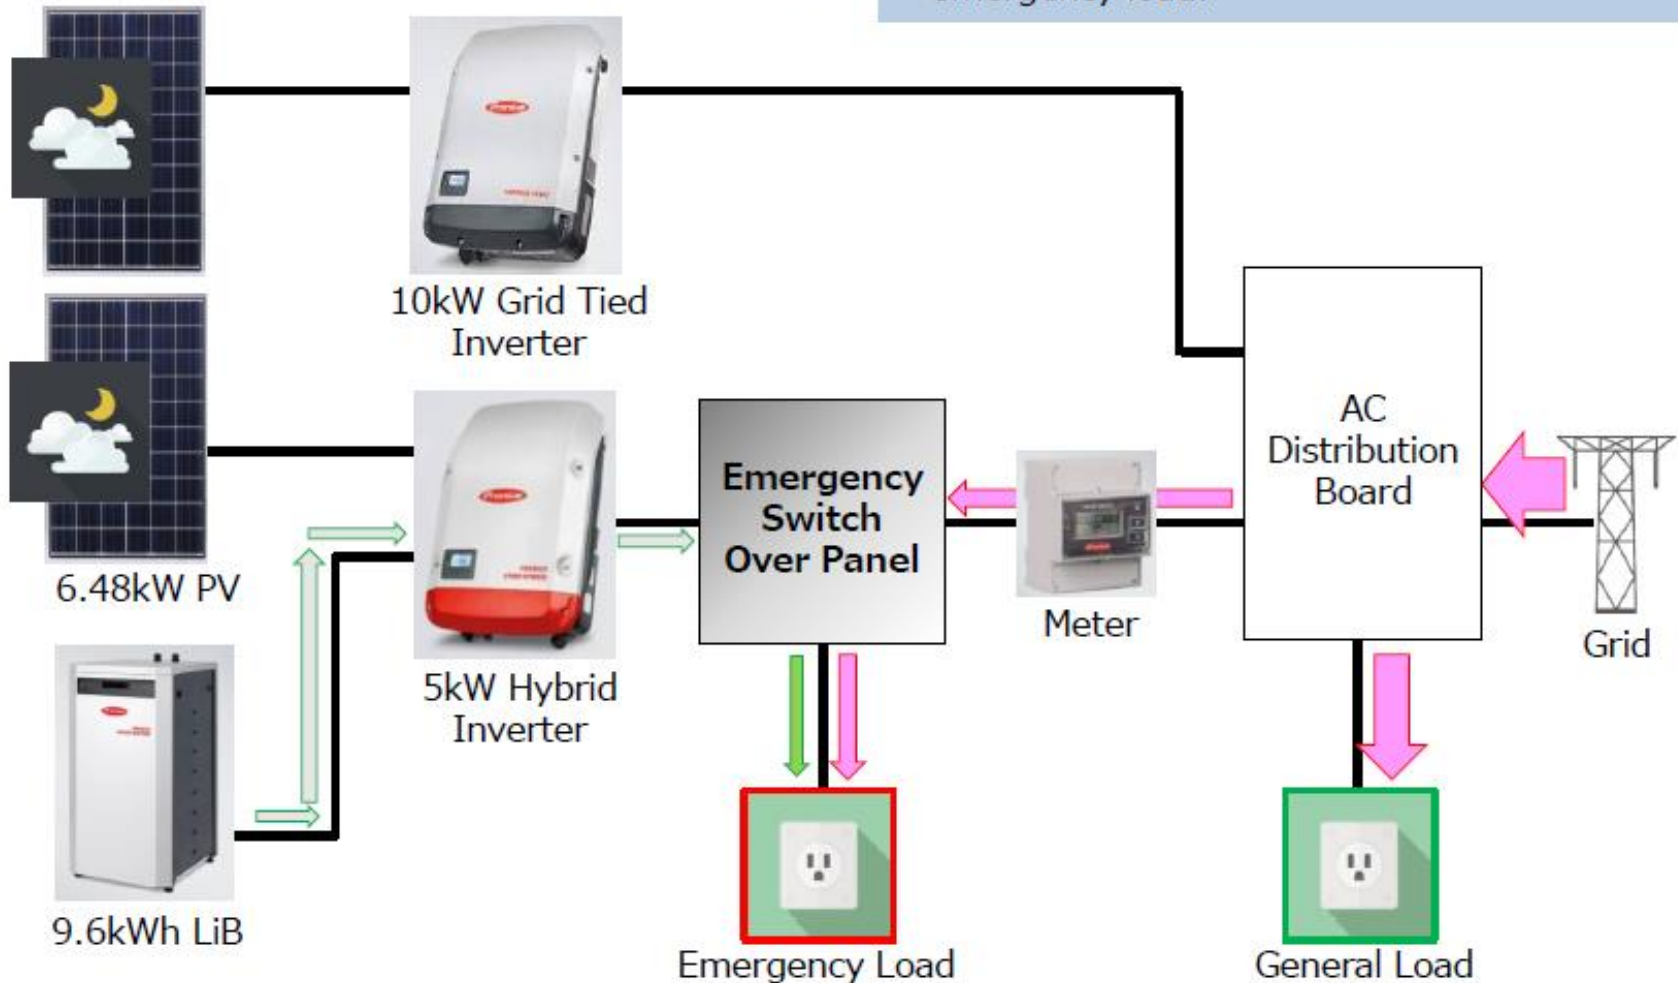 10kW Grid Tied
Inverter
AC
Distribution
Board
Emergency
Switch
Over Panel
6.48kW PV
Meter
Grid
5kW Hybrid
Inverter
9.6kWh LiB
Emergency Load
General Load